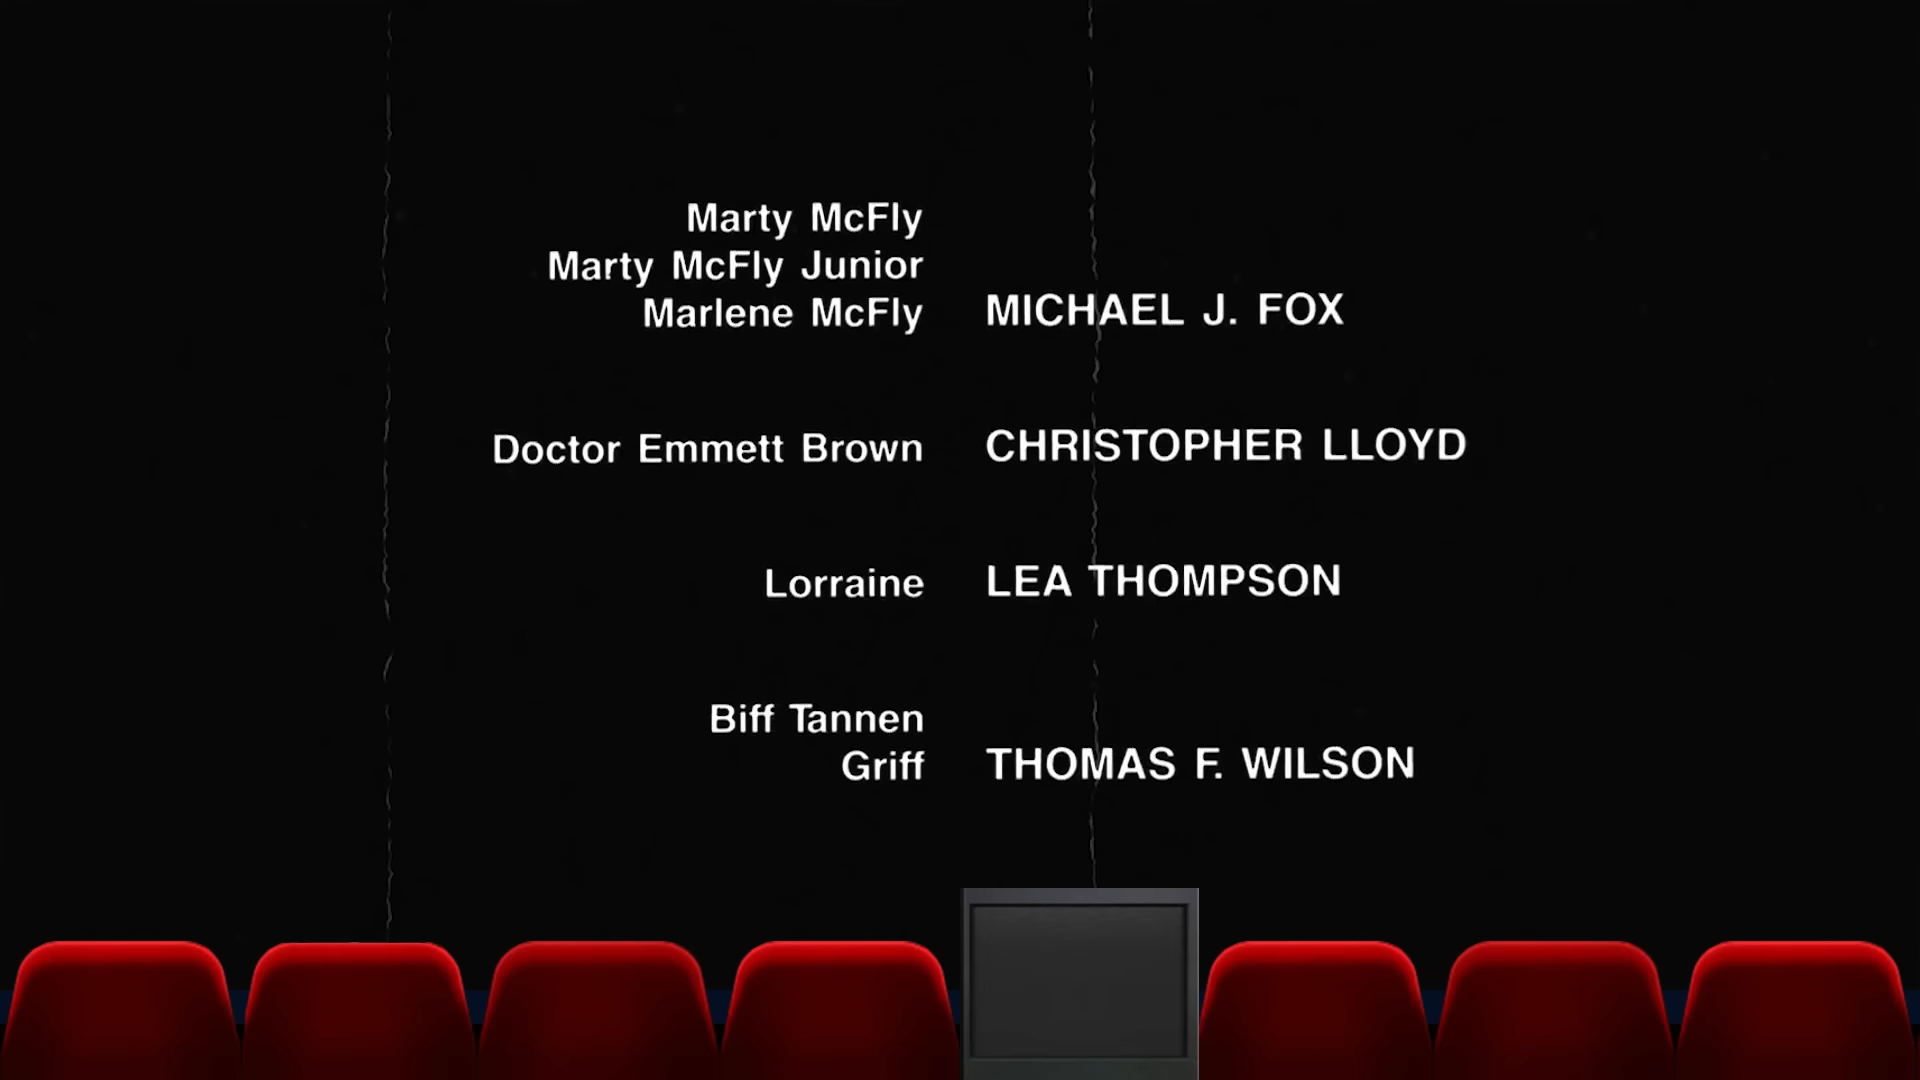 Marty McFly
Marty McFly Junior
Marlene McFly MICHAEL J. FOX
Doctor Emmett Brown CHRISTOPHER LLOYD
Lorraine LEA THOMPSON
Biff Tannen
Griff THOMAS F. WILSON